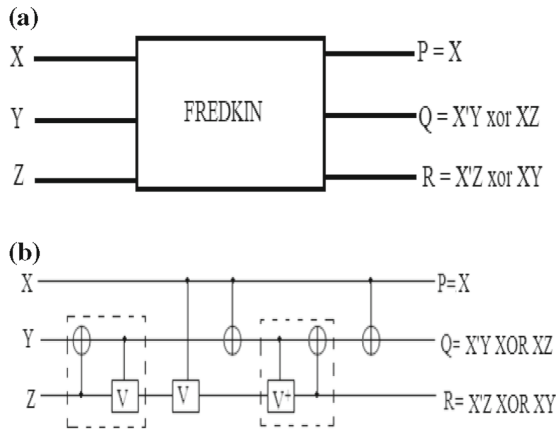 (a)
X
P = X
Y
FREDKIN
Q = X'Y xor XZ
Z
R = X'Z xor XY
(b)
X
P= X
Y
Q= X'Y XOR XZ
Z
V
V
V+
R= X'Z XOR XY